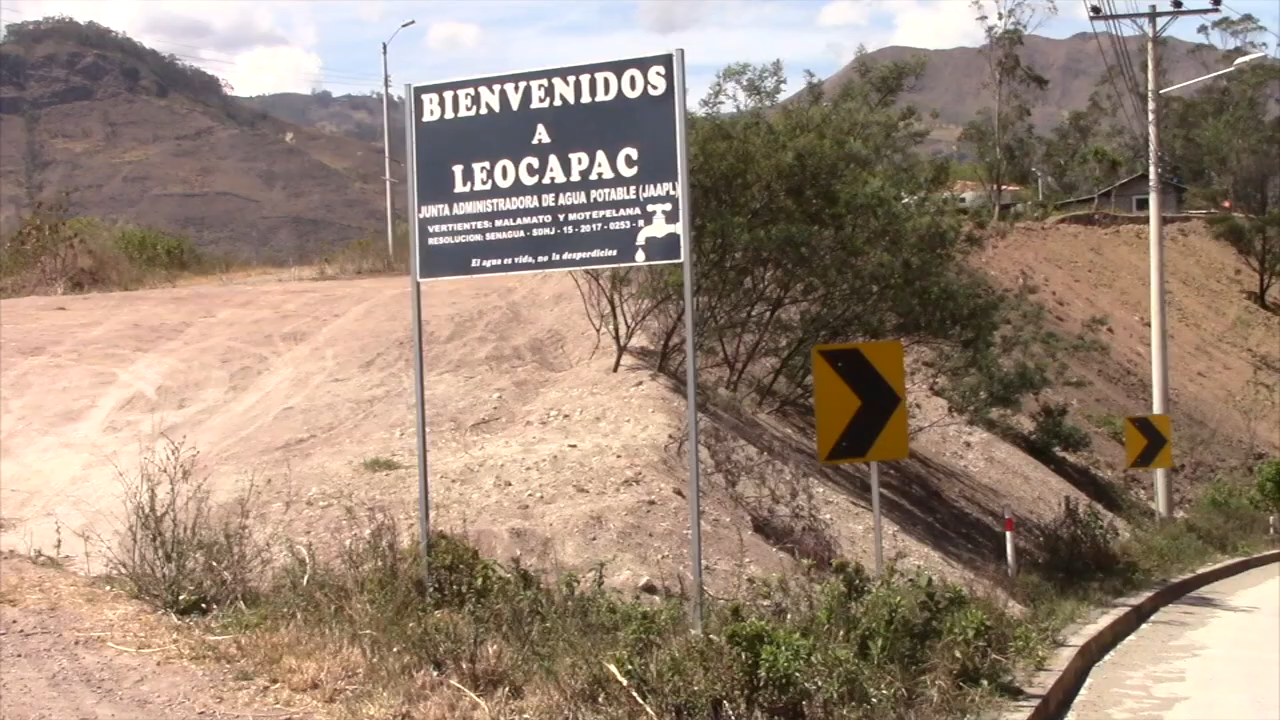 BIENVENIDOS
A
LEOCAPAC
JUNTA ADMINISTRADORA DE AGUA POTABLE (JAAPL)
VERTIENTES: MALAMATO Y MOTEPELANA
RESOLUCION: SENAGUA - SDHJ - 15 - 2017 - 0253 - R
El agua es vida, no la desperdicies